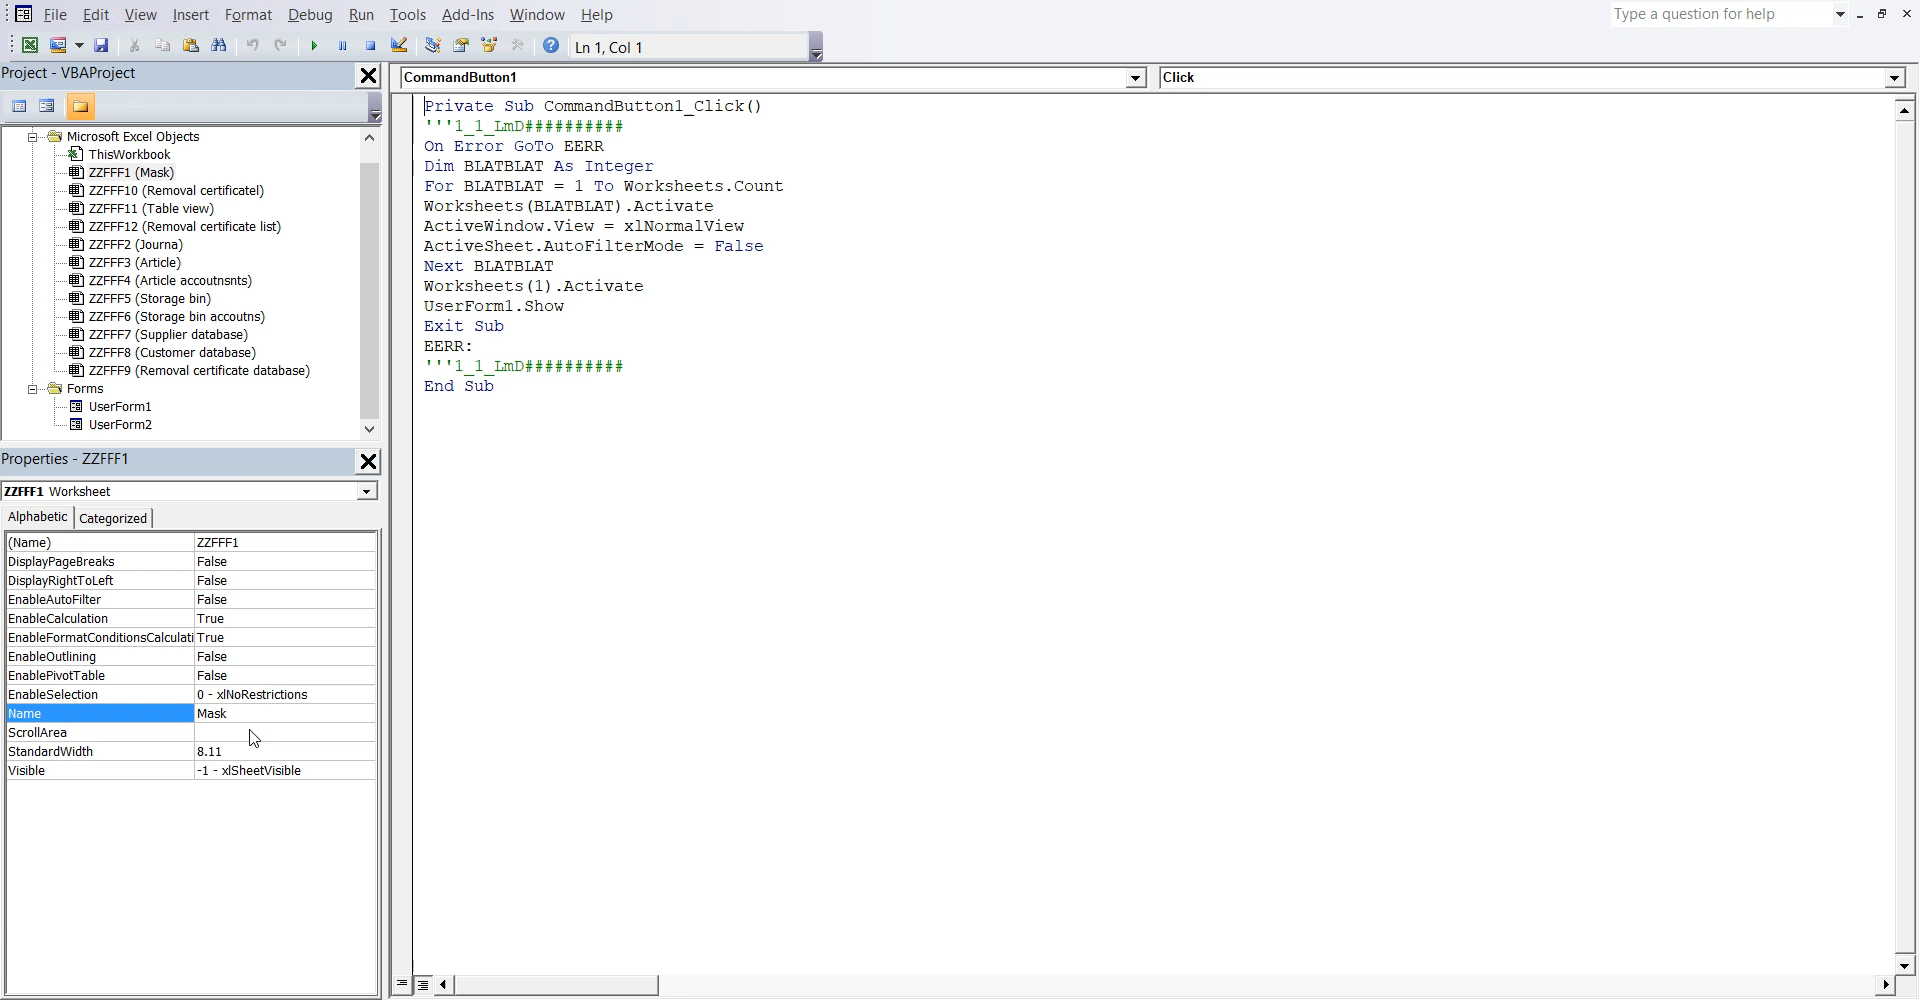 File Edit View Insert Format Debug Run Tools Add-Ins Window Help
Type a question for help
Ln 1, Col 1
Project - VBAProject
Microsoft Excel Objects
ThisWorkbook
ZZFFF1 (Mask)
ZZFFF10 (Removal certificatel)
ZZFFF11 (Table view)
ZZFFF12 (Removal certificate list)
ZZFFF2 (Journa)
ZZFFF3 (Article)
ZZFFF4 (Article accoutnsnts)
ZZFFF5 (Storage bin)
ZZFFF6 (Storage bin accoutns)
ZZFFF7 (Supplier database)
ZZFFF8 (Customer database)
ZZFFF9 (Removal certificate database)
Forms
UserForm1
UserForm2
Properties - ZZFFF1
ZZFFF1 Worksheet
Alphabetic Categorized
(Name) ZZFFF1
DisplayPageBreaks False
DisplayRightToLeft False
EnableAutoFilter False
EnableCalculation True
EnableFormatConditionsCalculati True
EnableOutlining False
EnablePivotTable False
EnableSelection 0 - xlNoRestrictions
Name Mask
ScrollArea
StandardWidth 8.11
Visible -1 - xlSheetVisible
CommandButton1 Click
Private Sub CommandButton1_Click()
'''1_1_LmD##########
On Error GoTo EERR
Dim BLATBLAT As Integer
For BLATBLAT = 1 To Worksheets.Count
Worksheets(BLATBLAT).Activate
ActiveWindow.View = xlNormalView
ActiveSheet.AutoFilterMode = False
Next BLATBLAT
Worksheets(1).Activate
UserForm1.Show
Exit Sub
EERR:
'''1_1_LmD##########
End Sub